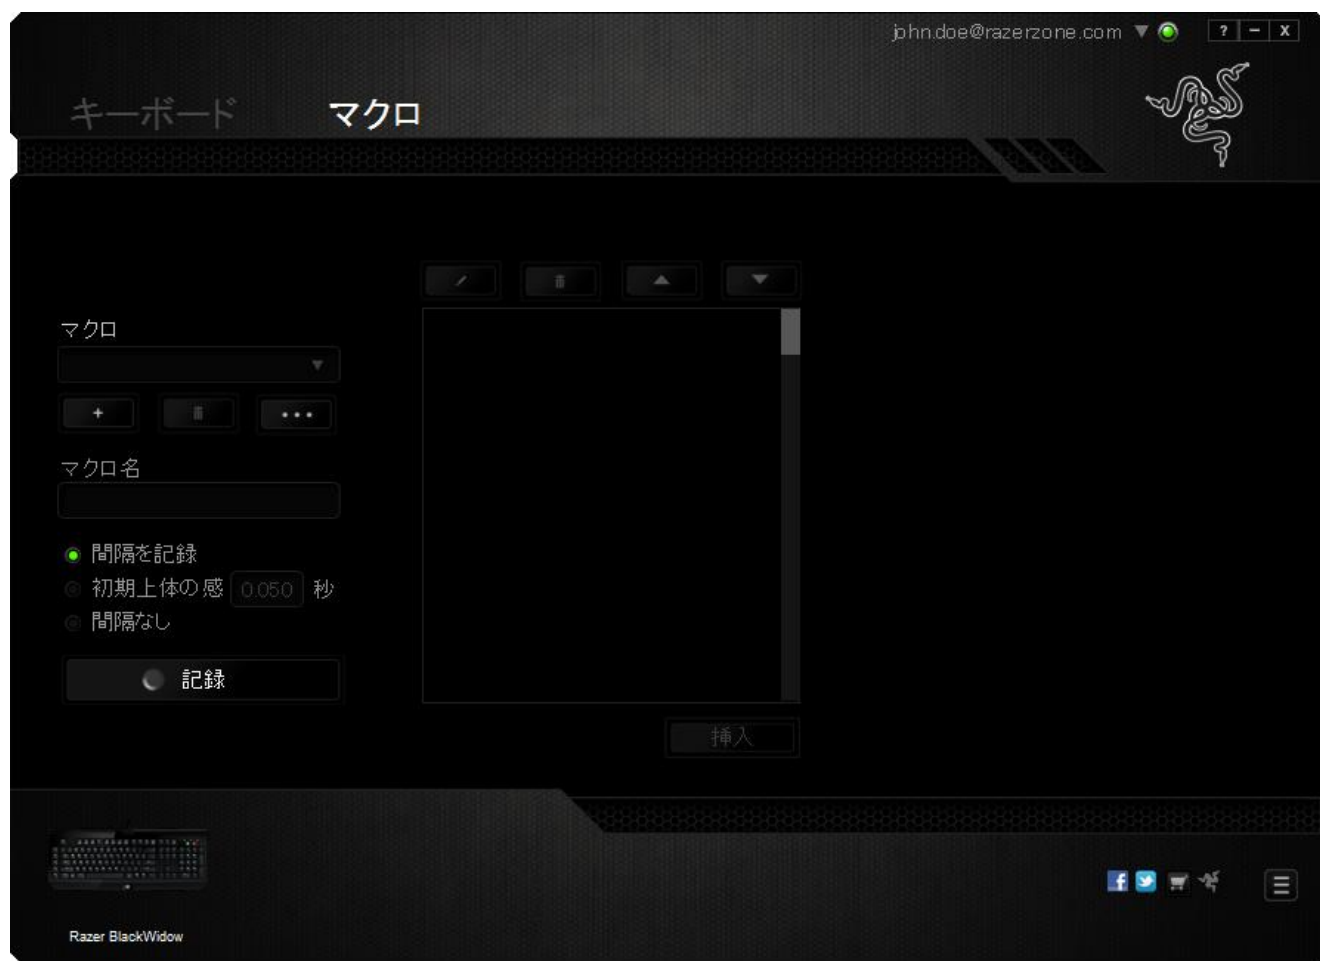 john.doe@razerzone.com
? – X
キーボード マクロ
マクロ
マクロ名
間隔を記録
初期上体の感 0.050 秒
間隔なし
記録
挿入
Razer BlackWidow